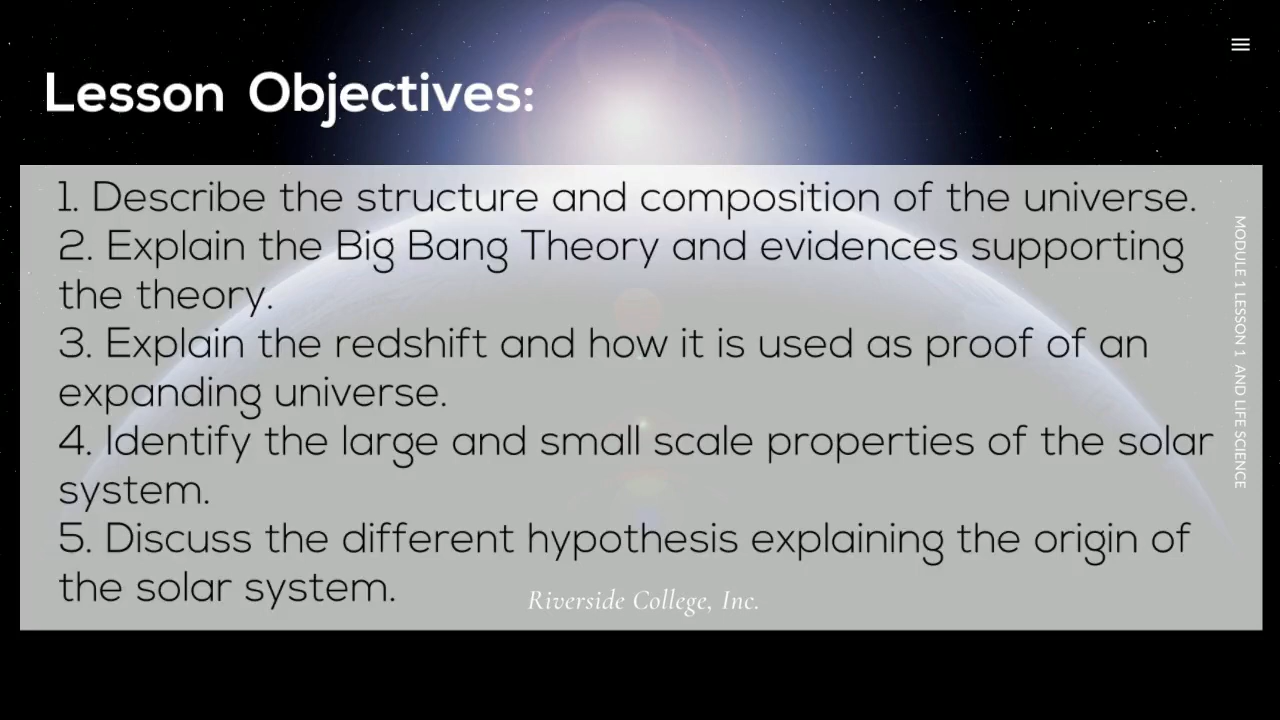 Lesson Objectives:
1. Describe the structure and composition of the universe.
2. Explain the Big Bang Theory and evidences supporting
the theory.
3. Explain the redshift and how it is used as proof of an
expanding universe.
4. Identify the large and small scale properties of the solar
system.
5. Discuss the different hypothesis explaining the origin of
the solar system.
Riverside College, Inc.
MODULE 1 LESSON 1 AND LIFE SCIENCE